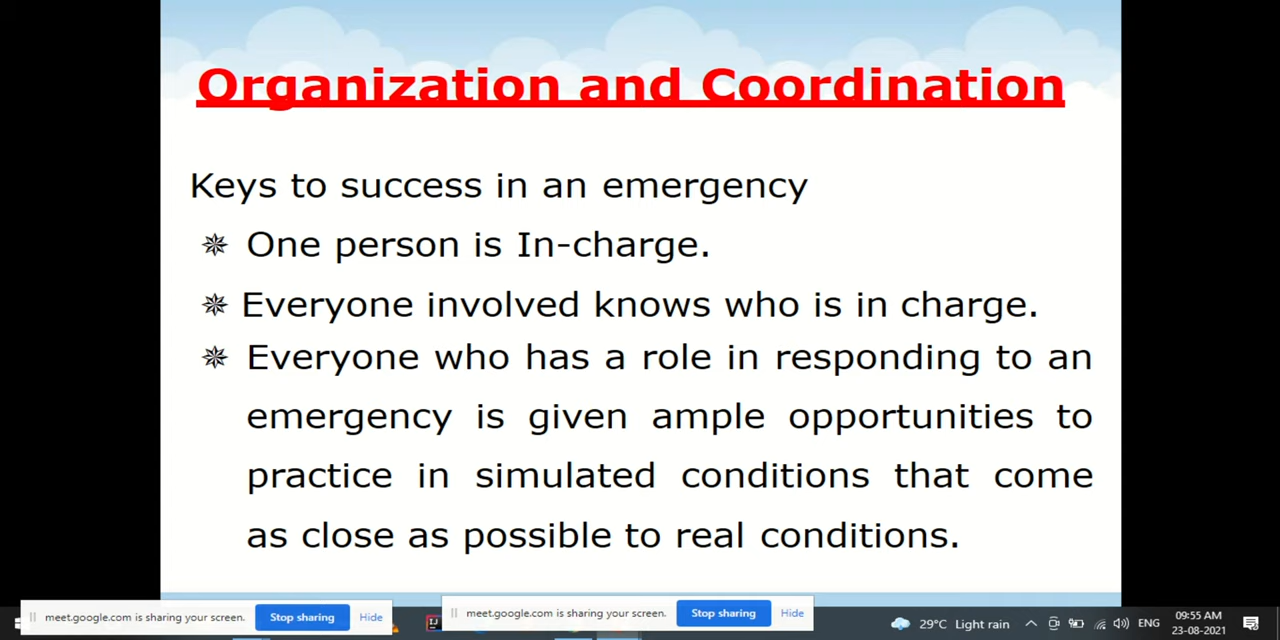 Organization and Coordination
Keys to success in an emergency
One person is In-charge.
Everyone involved knows who is in charge.
Everyone who has a role in responding to an
emergency is given ample opportunities to
practice in simulated conditions that come
as close as possible to real conditions.
meet.google.com is sharing your screen. Stop sharing Hide
meet.google.com is sharing your screen. Stop sharing Hide
29°C Light rain
ENG
09:55 AM
23-08-2021